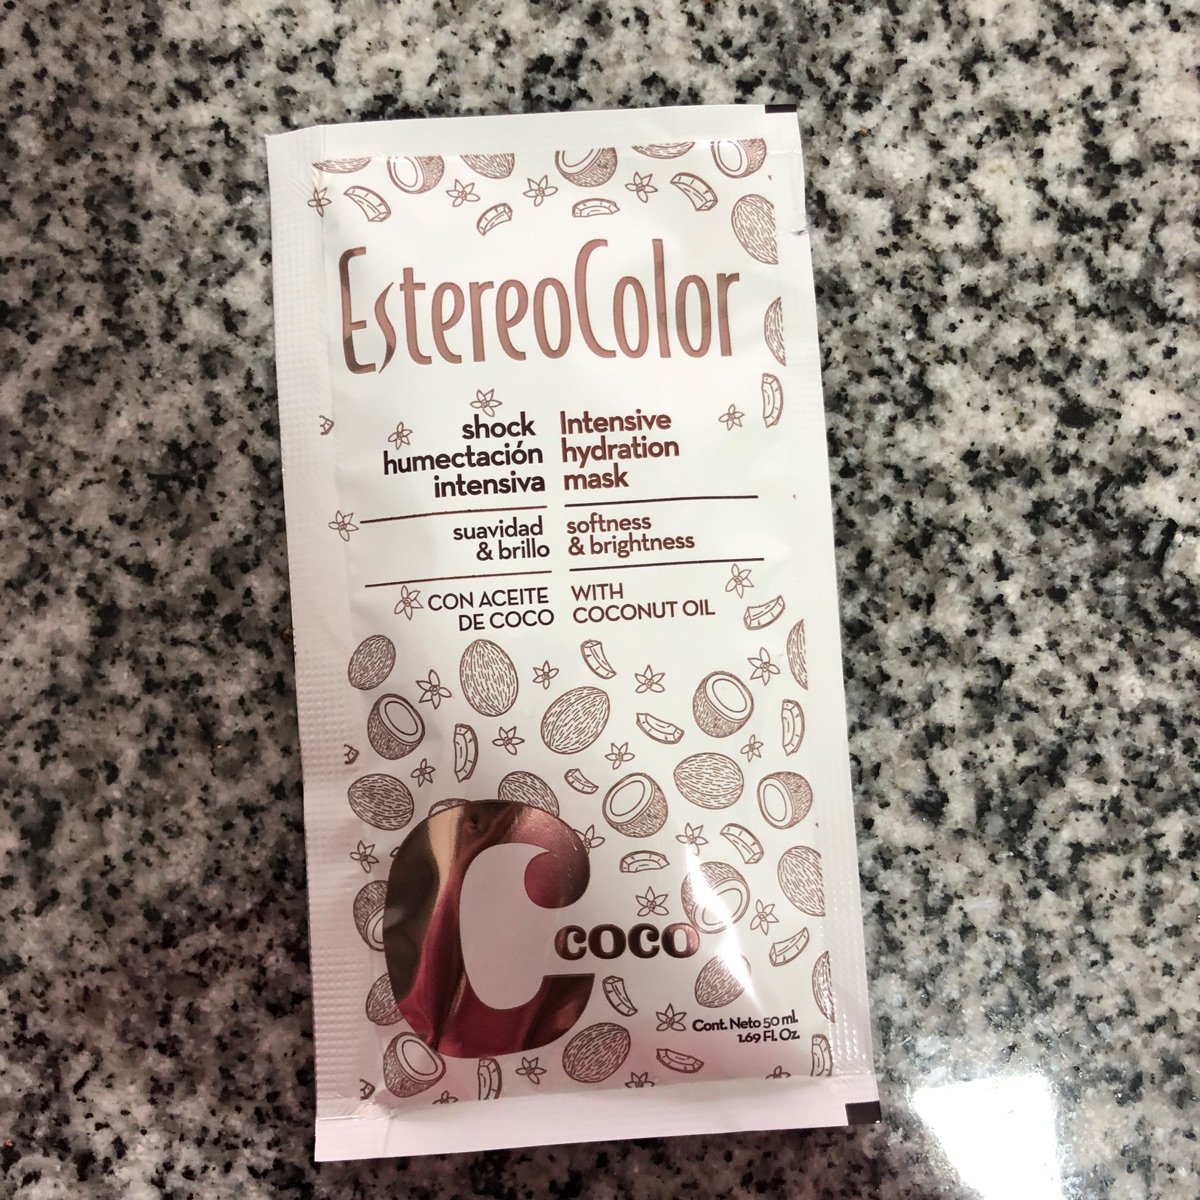 EstereoColor
shock
humectación
intensiva
Intensive
hydration
mask
suavidad
& brillo
softness
& brightness
CON ACEITE
DE COCO
WITH
COCONUT OIL
C
coco
Cont. Neto 50 ml.
1.69 Fl. Oz.